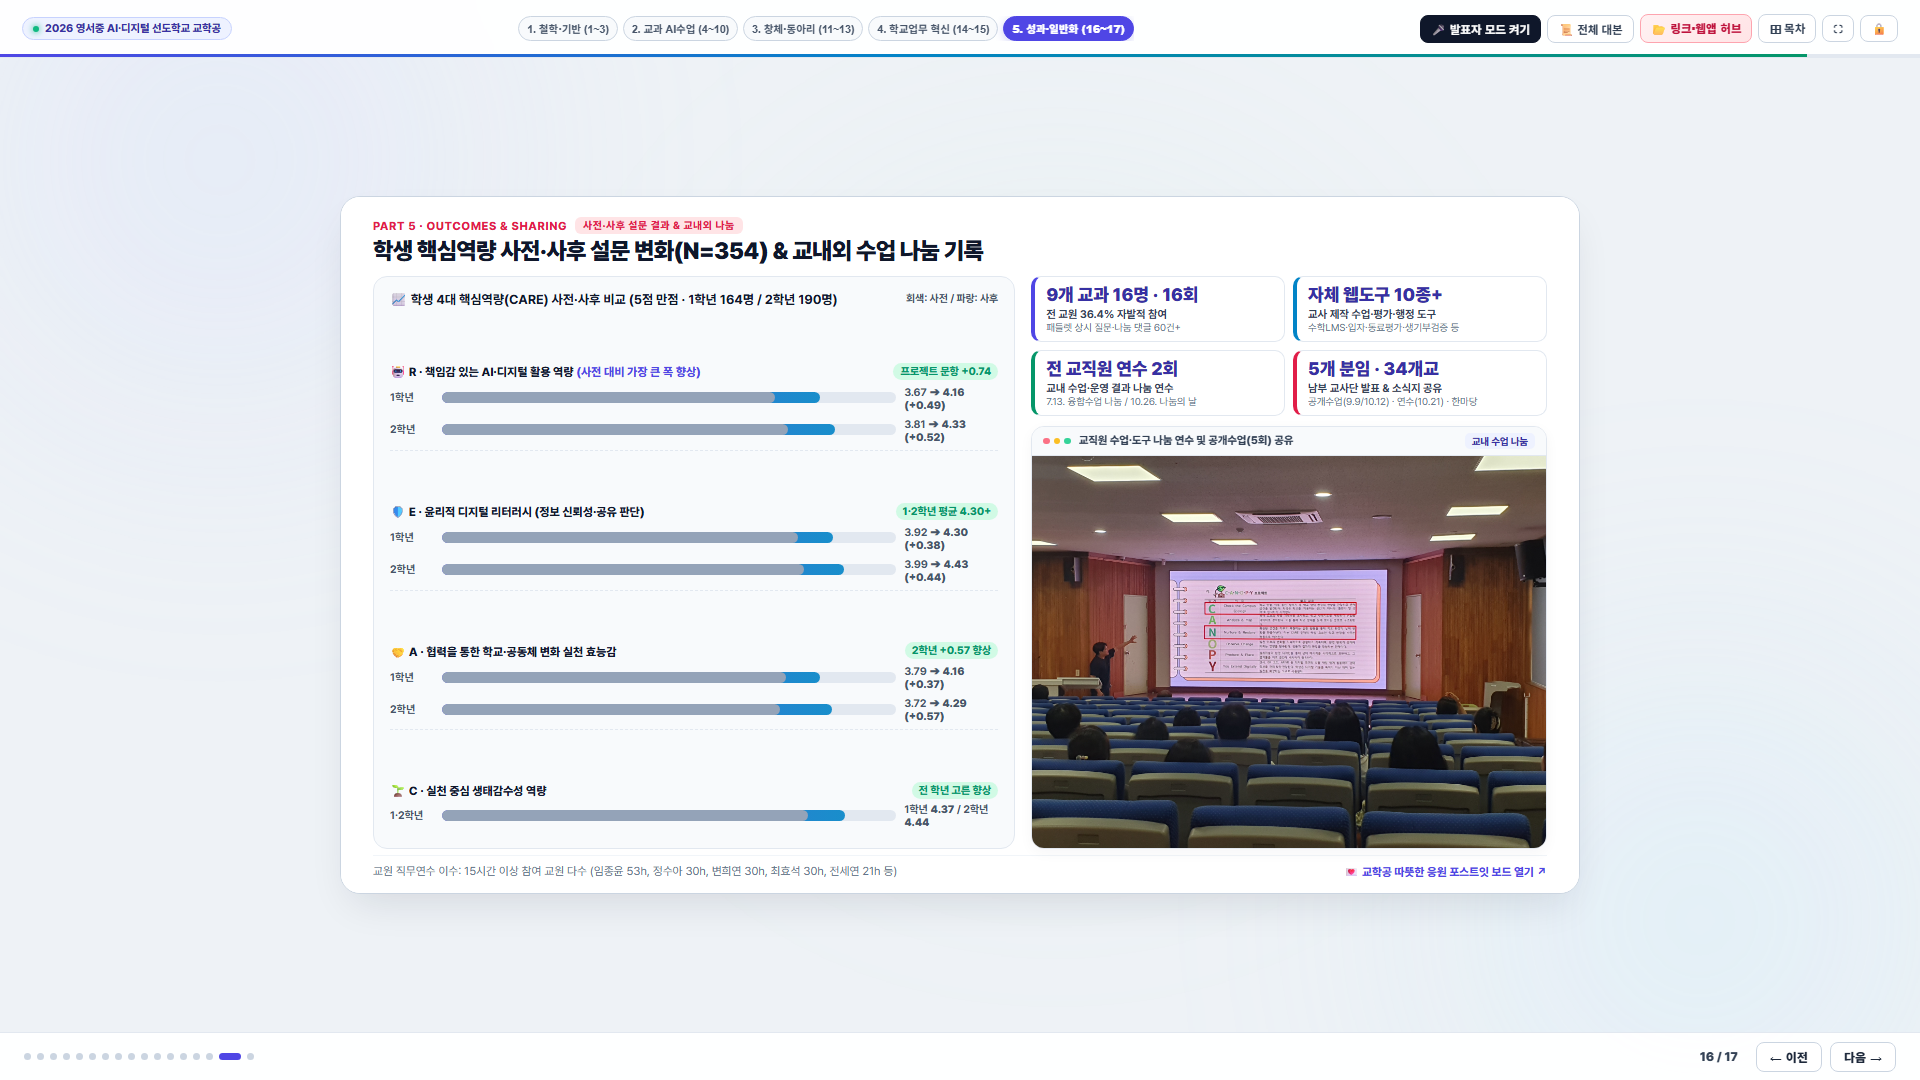 2026 영서중 AI·디지털 선도학교 교학공
1. 철학·기반 (1~3)
2. 교과 AI수업 (4~10)
3. 창체·동아리 (11~13)
4. 학교업무 혁신 (14~15)
5. 성과·일반화 (16~17)
발표자 모드 켜기
전체 대본
링크·웹앱 허브
목차
PART 5 · OUTCOMES & SHARING
사전·사후 설문 결과 & 교내외 나눔
학생 핵심역량 사전·사후 설문 변화(N=354) & 교내외 수업 나눔 기록
학생 4대 핵심역량(CARE) 사전·사후 비교 (5점 만점 · 1학년 164명 / 2학년 190명)
회색: 사전 / 파랑: 사후
R · 책임감 있는 AI·디지털 활용 역량 (사전 대비 가장 큰 폭 향상)
프로젝트 문항 +0.74
1학년
3.67 ➔ 4.16
(+0.49)
2학년
3.81 ➔ 4.33
(+0.52)
E · 윤리적 디지털 리터러시 (정보 신뢰성·공유 판단)
1·2학년 평균 4.30+
1학년
3.92 ➔ 4.30
(+0.38)
2학년
3.99 ➔ 4.43
(+0.44)
A · 협력을 통한 학교·공동체 변화 실천 효능감
2학년 +0.57 향상
1학년
3.79 ➔ 4.16
(+0.37)
2학년
3.72 ➔ 4.29
(+0.57)
C · 실천 중심 생태감수성 역량
전 학년 고른 향상
1·2학년
1학년 4.37 / 2학년
4.44
9개 교과 16명 · 16회
전 교원 36.4% 자발적 참여
패들렛 상시 질문·나눔 댓글 60건+
자체 웹도구 10종+
교사 제작 수업·평가·행정 도구
수학LMS·입자·동료평가·생기부검증 등
전 교직원 연수 2회
교내 수업·운영 결과 나눔 연수
7.13. 융합수업 나눔 / 10.26. 나눔의 날
5개 분임 · 34개교
남부 교사단 발표 & 소식지 공유
공개수업(9.9/10.12) · 연수(10.21) · 한마당
교직원 수업·도구 나눔 연수 및 공개수업(5회) 공유
교내 수업 나눔
C
A
N
O
P
Y
교원 직무연수 이수: 15시간 이상 참여 교원 다수 (임종윤 53h, 정수아 30h, 변희연 30h, 최효석 30h, 전세연 21h 등)
교학공 따뜻한 응원 포스트잇 보드 열기 ↗
16 / 17
← 이전
다음 →